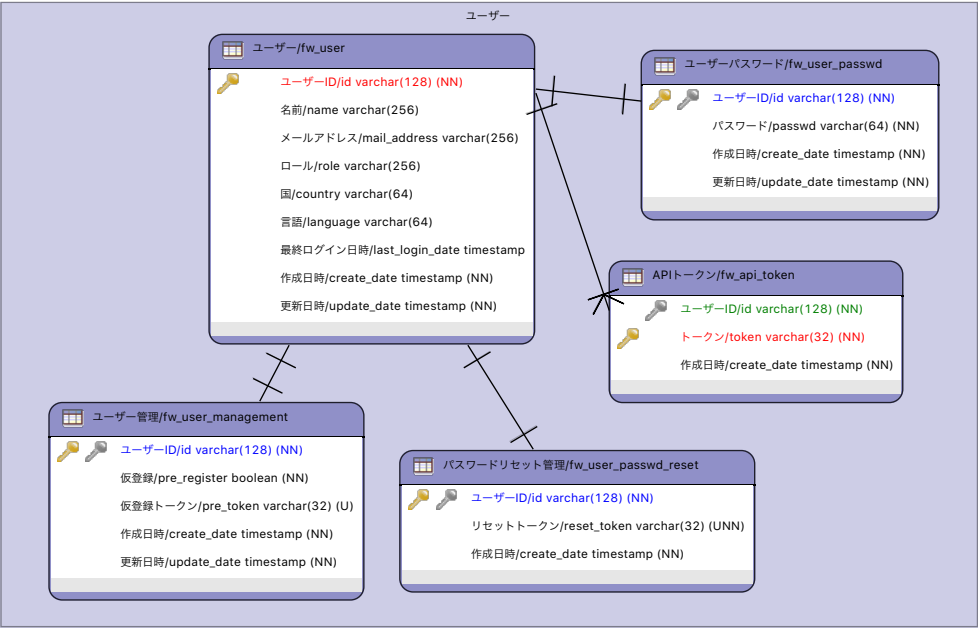 ユーザー
ユーザー/fw_user
ユーザーID/id varchar(128) (NN)
名前/name varchar(256)
メールアドレス/mail_address varchar(256)
ロール/role varchar(256)
国/country varchar(64)
言語/language varchar(64)
最終ログイン日時/last_login_date timestamp
作成日時/create_date timestamp (NN)
更新日時/update_date timestamp (NN)
ユーザーパスワード/fw_user_passwd
ユーザーID/id varchar(128) (NN)
パスワード/passwd varchar(64) (NN)
作成日時/create_date timestamp (NN)
更新日時/update_date timestamp (NN)
APIトークン/fw_api_token
ユーザーID/id varchar(128) (NN)
トークン/token varchar(32) (NN)
作成日時/create_date timestamp (NN)
ユーザー管理/fw_user_management
ユーザーID/id varchar(128) (NN)
仮登録/pre_register boolean (NN)
仮登録トークン/pre_token varchar(32) (U)
作成日時/create_date timestamp (NN)
更新日時/update_date timestamp (NN)
パスワードリセット管理/fw_user_passwd_reset
ユーザーID/id varchar(128) (NN)
リセットトークン/reset_token varchar(32) (UNN)
作成日時/create_date timestamp (NN)